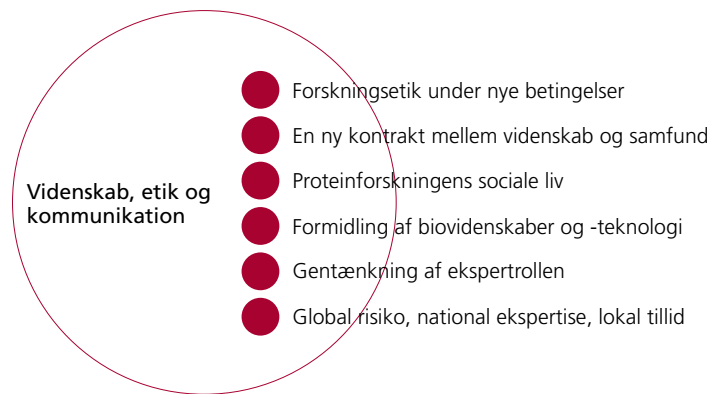 Videnskab, etik og
kommunikation
Forskningsetik under nye betingelser
En ny kontrakt mellem videnskab og samfund
Proteinforskningens sociale liv
Formidling af biovidenskaber og -teknologi
Gentænkning af ekspertrollen
Global risiko, national ekspertise, lokal tillid